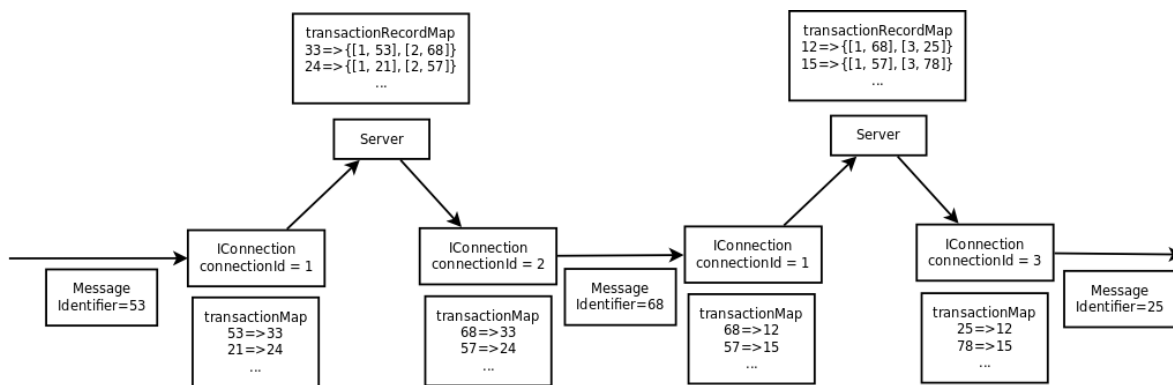 transactionRecordMap
33=>{[1, 53], [2, 68]}
24=>{[1, 21], [2, 57]}
...
transactionRecordMap
12=>{[1, 68], [3, 25]}
15=>{[1, 57], [3, 78]}
...
Server
Server
IConnection
connectionId = 1
IConnection
connectionId = 2
IConnection
connectionId = 1
IConnection
connectionId = 3
Message
Identifier=53
Message
Identifier=68
Message
Identifier=25
transactionMap
53=>33
21=>24
...
transactionMap
68=>33
57=>24
...
transactionMap
68=>12
57=>15
...
transactionMap
25=>12
78=>15
...